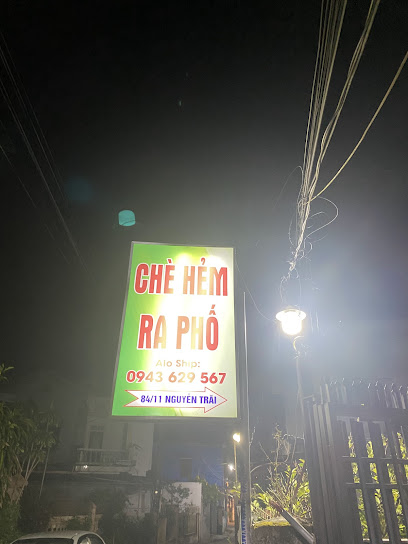 CHÈ HẺM
RA PHỐ
Alo Ship:
0943 629 567
84/11 NGUYỄN TRÃI